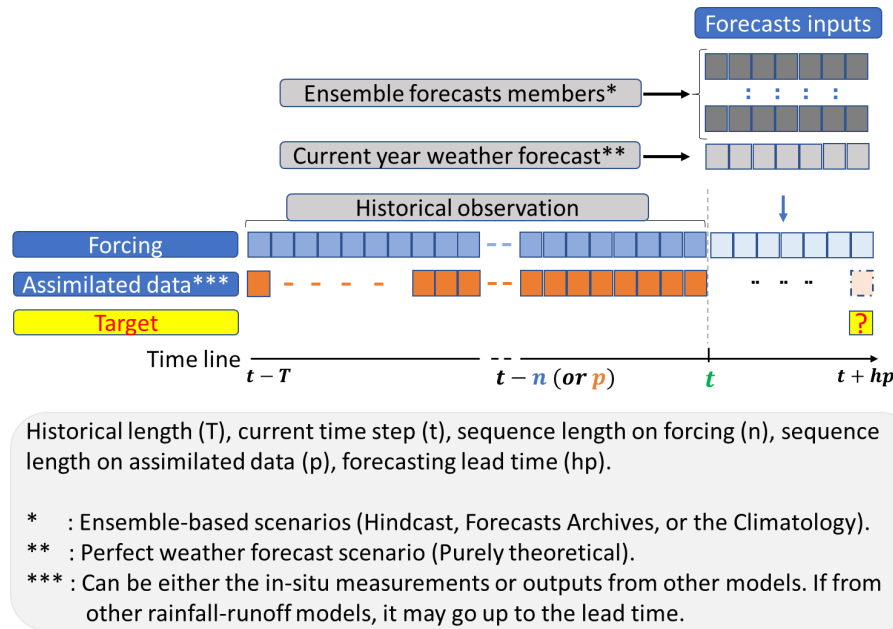 Forecasts inputs
Ensemble forecasts members*
Current year weather forecast**
Historical observation
Forcing
Assimilated data***
Target
?
Time line
t − T
t − n (or p)
t
t + hp
Historical length (T), current time step (t), sequence length on forcing (n), sequence
length on assimilated data (p), forecasting lead time (hp).
* : Ensemble-based scenarios (Hindcast, Forecasts Archives, or the Climatology).
** : Perfect weather forecast scenario (Purely theoretical).
*** : Can be either the in-situ measurements or outputs from other models. If from
other rainfall-runoff models, it may go up to the lead time.